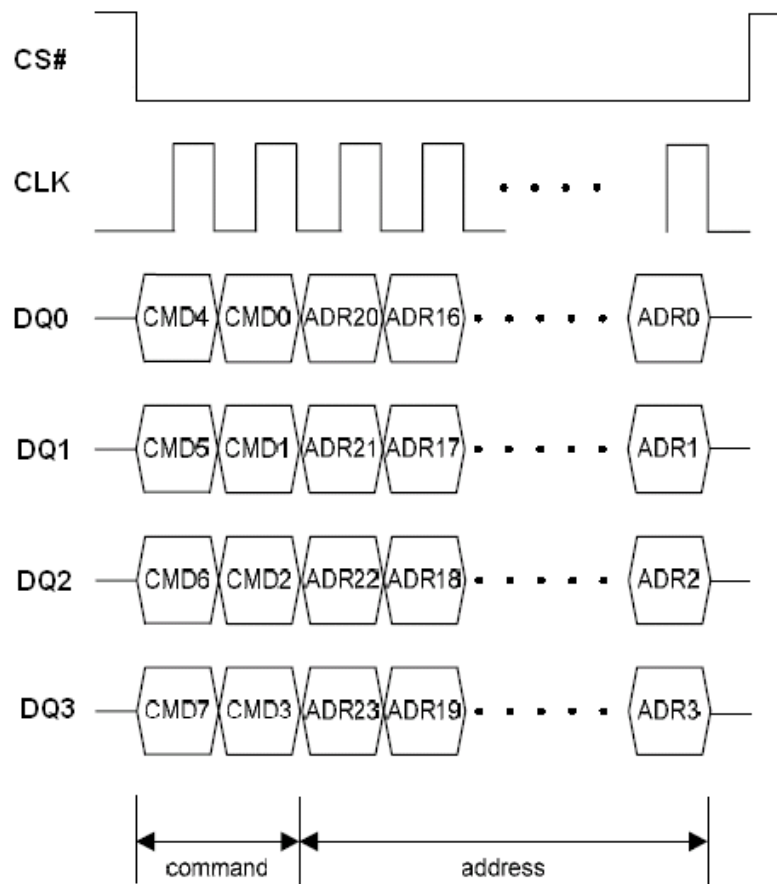 CS#
CLK
DQ0 CMD4 CMD0 ADR20 ADR16 ADR0
DQ1 CMD5 CMD1 ADR21 ADR17 ADR1
DQ2 CMD6 CMD2 ADR22 ADR18 ADR2
DQ3 CMD7 CMD3 ADR23 ADR19 ADR3
command address